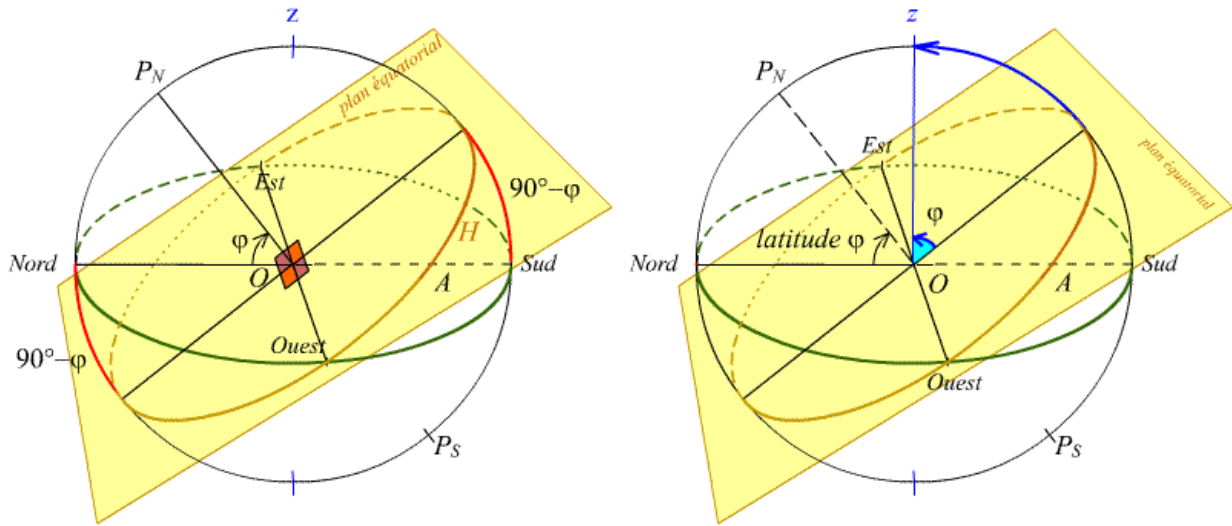 z
P_N
plan équatorial
Est
90°–φ
φ
H
Nord
O
A
Sud
Ouest
90°–φ
P_S
z
P_N
Est
plan équatorial
φ
latitude φ
Nord
O
A
Sud
Ouest
P_S